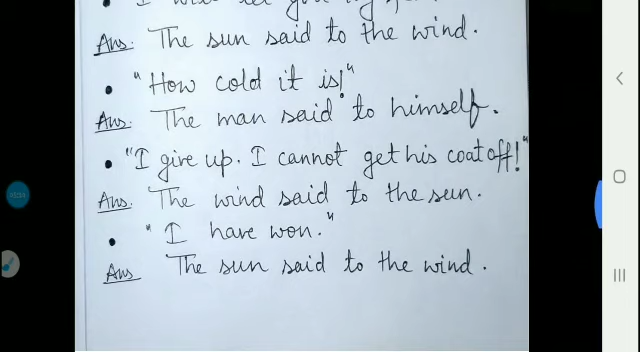 Ans: The sun said to the wind.
• "How cold it is!"
Ans: The man said to himself.
• "I give up. I cannot get his coat off!"
Ans. The wind said to the sun.
• "I have won."
Ans The sun said to the wind.